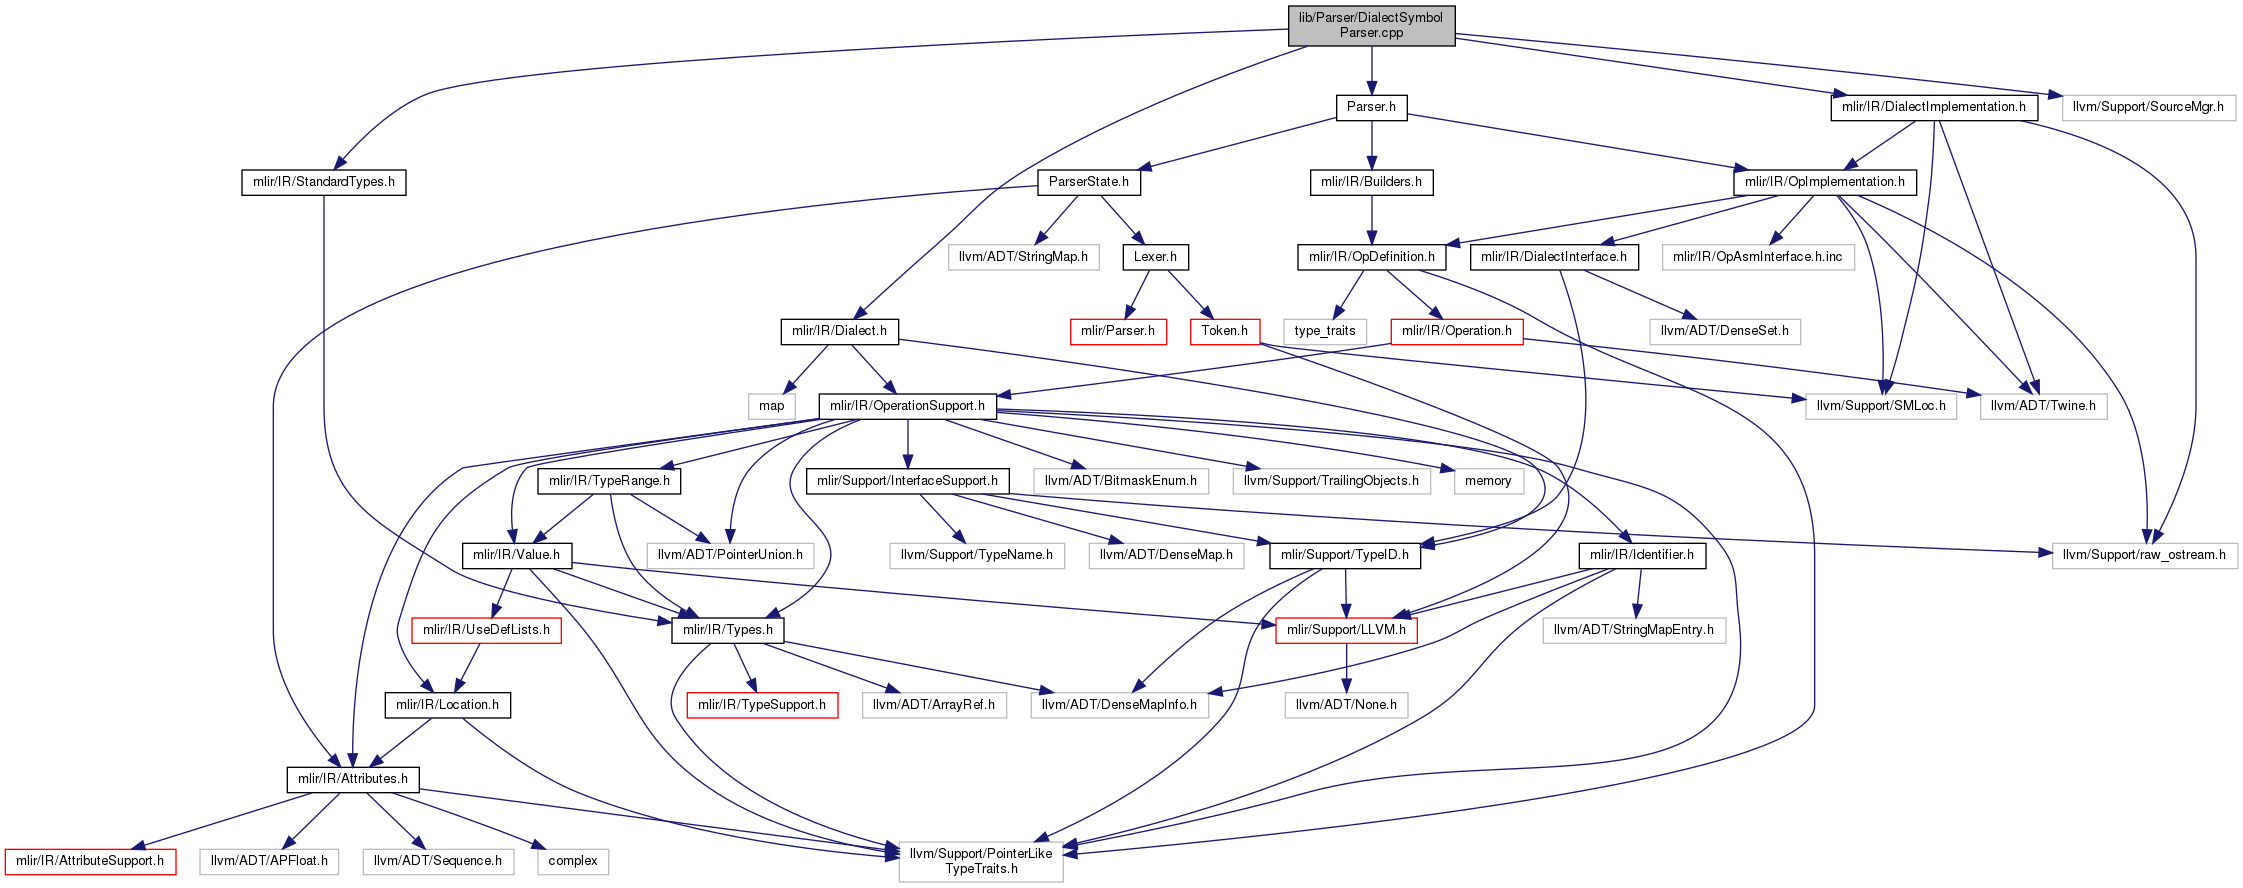 lib/Parser/DialectSymbol
Parser.cpp
Parser.h
mlir/IR/DialectImplementation.h
llvm/Support/SourceMgr.h
mlir/IR/StandardTypes.h
ParserState.h
mlir/IR/Builders.h
mlir/IR/OpImplementation.h
llvm/ADT/StringMap.h
Lexer.h
mlir/IR/OpDefinition.h
mlir/IR/DialectInterface.h
mlir/IR/OpAsmInterface.h.inc
mlir/IR/Dialect.h
mlir/Parser.h
Token.h
type_traits
mlir/IR/Operation.h
llvm/ADT/DenseSet.h
map
mlir/IR/OperationSupport.h
llvm/Support/SMLoc.h
llvm/ADT/Twine.h
mlir/IR/TypeRange.h
mlir/Support/InterfaceSupport.h
llvm/ADT/BitmaskEnum.h
llvm/Support/TrailingObjects.h
memory
mlir/IR/Value.h
llvm/ADT/PointerUnion.h
llvm/Support/TypeName.h
llvm/ADT/DenseMap.h
mlir/Support/TypeID.h
mlir/IR/Identifier.h
llvm/Support/raw_ostream.h
mlir/IR/UseDefLists.h
mlir/IR/Types.h
mlir/Support/LLVM.h
llvm/ADT/StringMapEntry.h
mlir/IR/Location.h
mlir/IR/TypeSupport.h
llvm/ADT/ArrayRef.h
llvm/ADT/DenseMapInfo.h
llvm/ADT/None.h
mlir/IR/Attributes.h
mlir/IR/AttributeSupport.h
llvm/ADT/APFloat.h
llvm/ADT/Sequence.h
complex
llvm/Support/PointerLike
TypeTraits.h